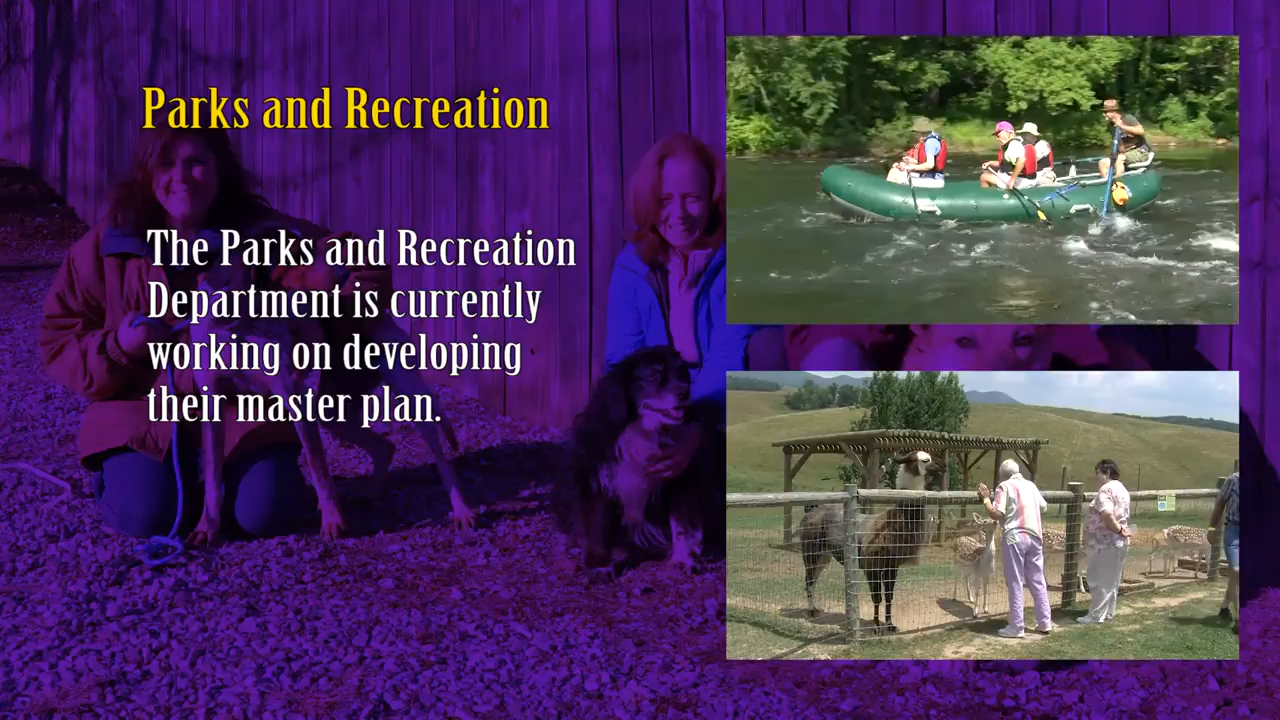 Parks and Recreation
The Parks and Recreation
Department is currently
working on developing
their master plan.